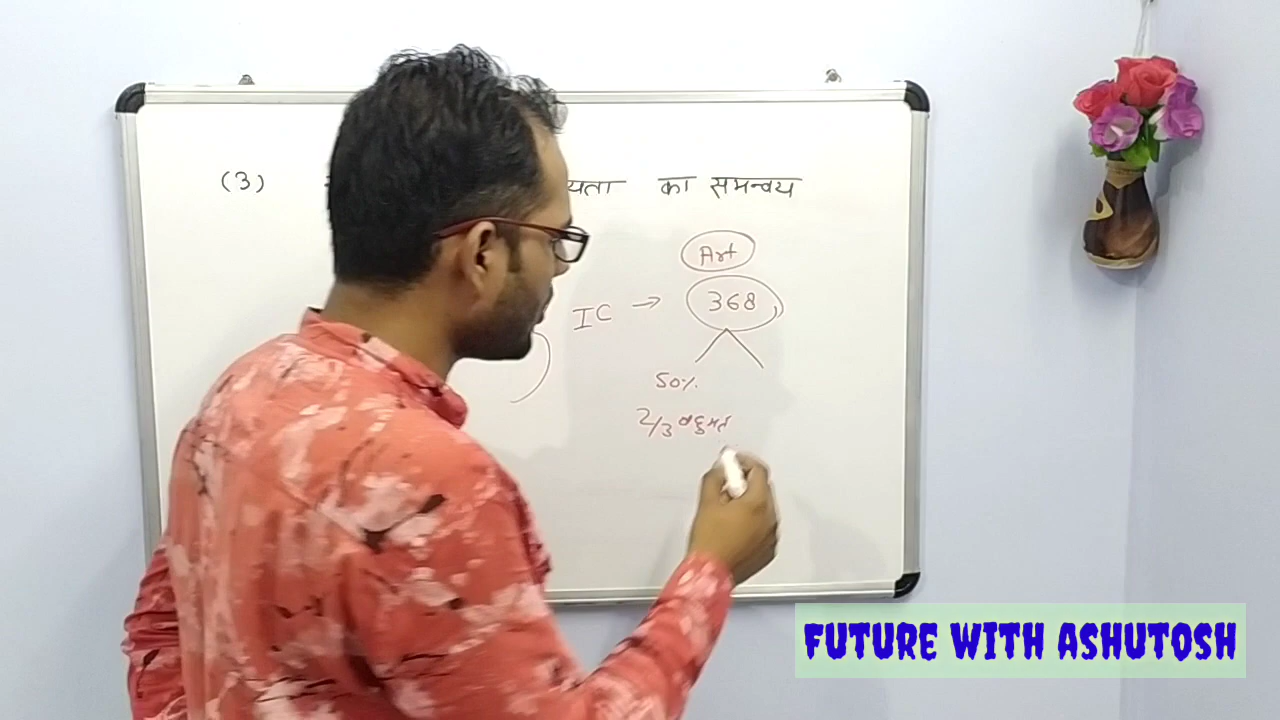 (3) यता का समन्वय
Art
IC → 368,
50%
2/3 बहुमत
FUTURE WITH ASHUTOSH